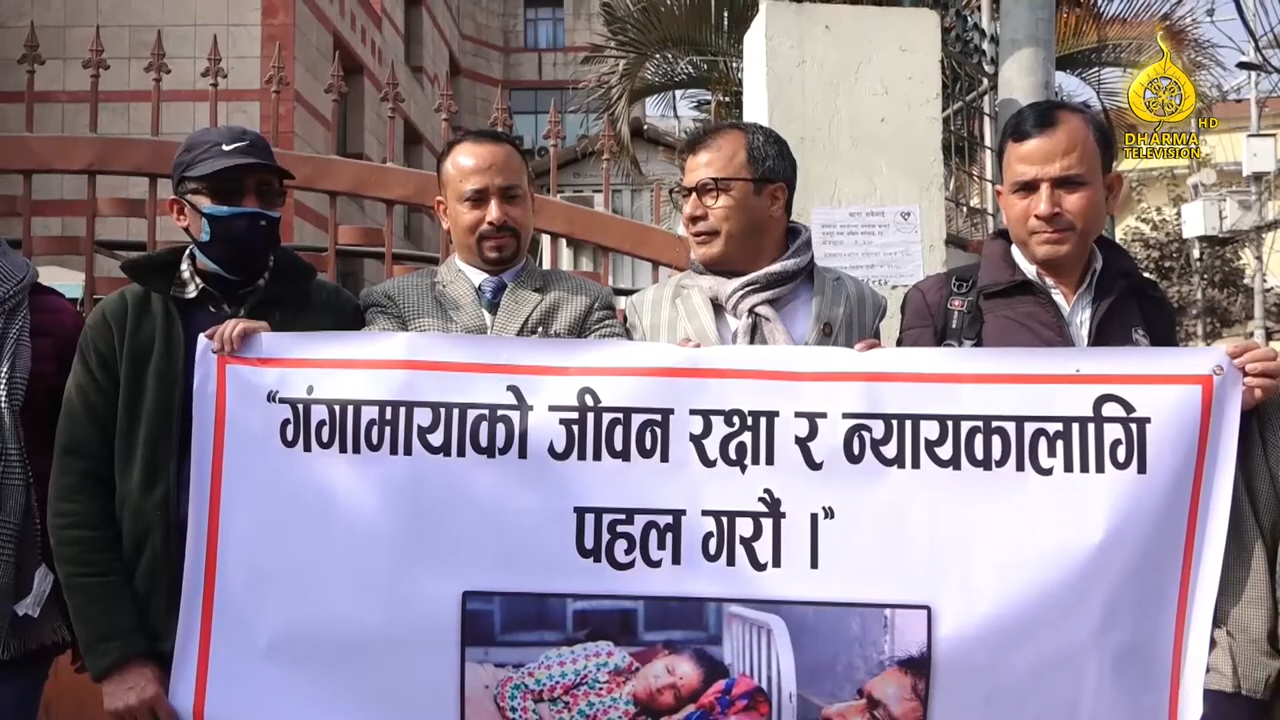 DHARMA HD
TELEVISION
“गंगामायाको जीवन रक्षा र न्यायकालागि
पहल गरौं ।”